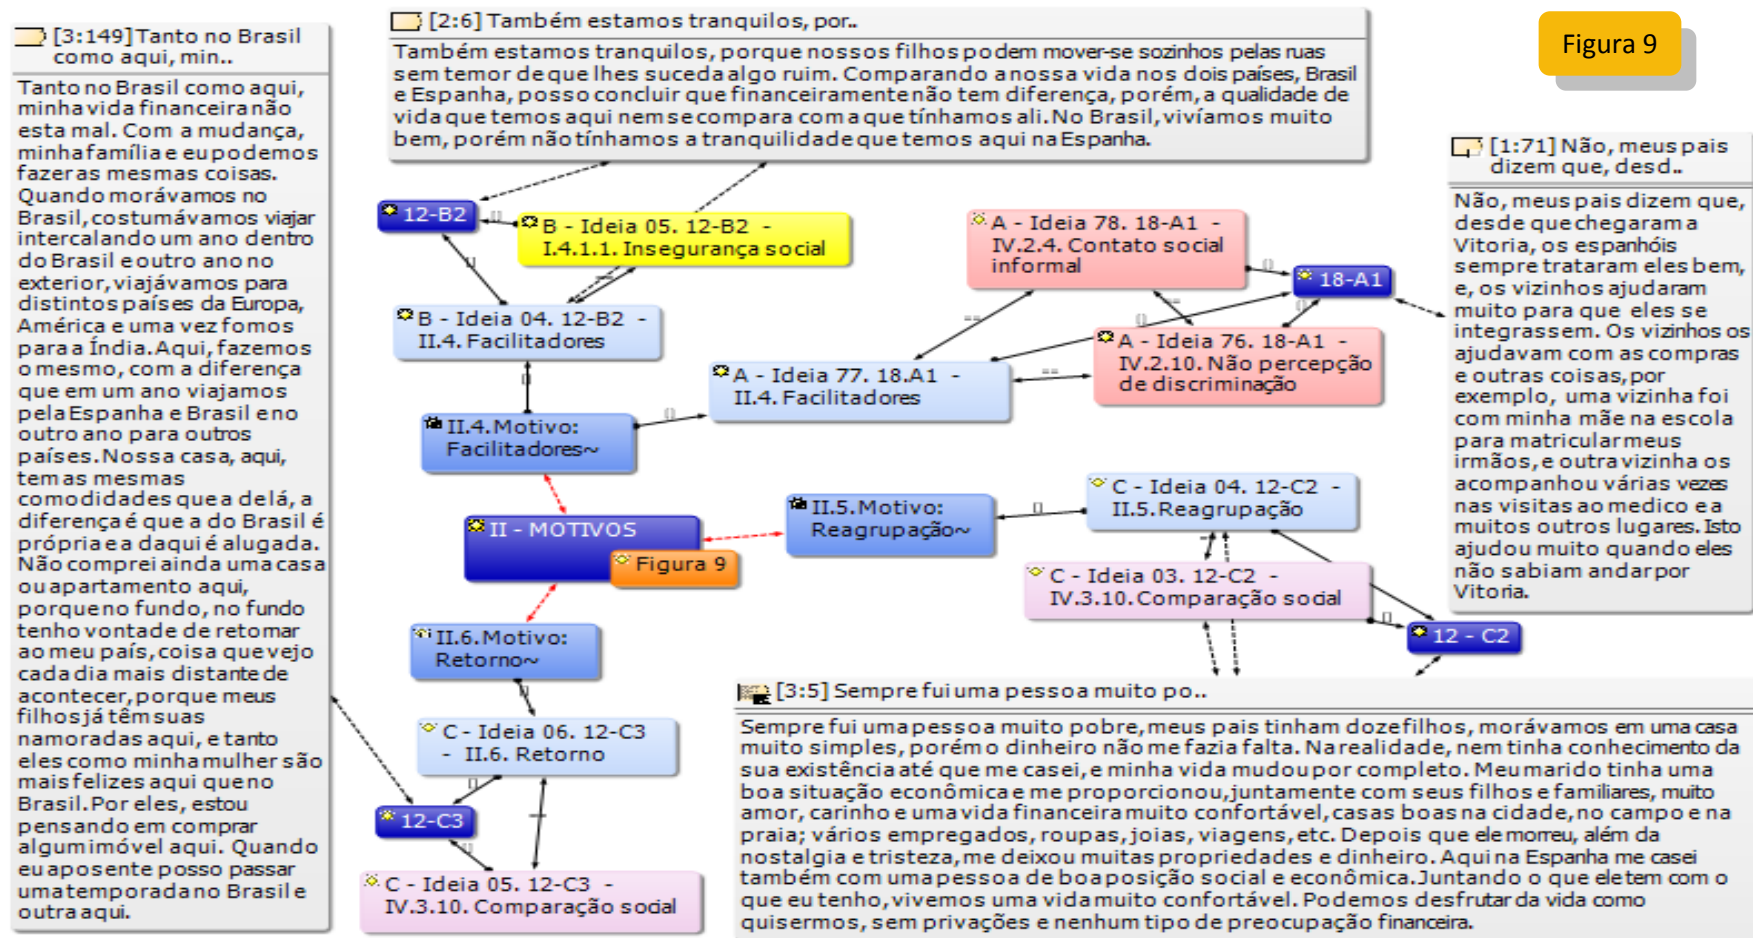 [3:149]Tanto no Brasil
como aqui, min..
Tanto no Brasil como aqui,
minha vida financeira não
esta mal. Com a mudança,
minha família e eu podemos
fazer as mesmas coisas.
Quando morávamos no
Brasil, costumávamos viajar
intercalando um ano dentro
do Brasil e outro ano no
exterior, viajávamos para
distintos países da Europa,
América e uma vez fomos
para a Índia. Aqui, fazemos
o mesmo, com a diferença
que em um ano viajamos
pela Espanha e Brasil e no
outro ano para outros
países. Nossa casa, aqui,
tem as mesmas
comodidades que a de lá, a
diferença é que a do Brasil é
própria e a daqui é alugada.
Não comprei ainda uma casa
ou apartamento aqui,
porque no fundo, no fundo
tenho vontade de retomar
ao meu país, coisa que vejo
cada dia mais distante de
acontecer, porque meus
filhos já têm suas
namoradas aqui, e tanto
eles como minha mulher são
mais felizes aqui que no
Brasil. Por eles, estou
pensando em comprar
algum imóvel aqui. Quando
eu aposente posso passar
uma temporada no Brasil e
outra aqui.
[2:6] Também estamos tranquilos, por..
Também estamos tranquilos, porque nossos filhos podem mover-se sozinhos pelas ruas
sem temor de que lhes suceda algo ruim. Comparando a nossa vida nos dois países, Brasil
e Espanha, posso concluir que financeiramente não tem diferença, porém, a qualidade de
vida que temos aqui nem se compara com a que tínhamos ali. No Brasil, vivíamos muito
bem, porém não tínhamos a tranquilidade que temos aqui na Espanha.
Figura 9
[1:71] Não, meus pais
dizem que, desd..
Não, meus pais dizem que,
desde que chegaram a
Vitoria, os espanhóis
sempre trataram eles bem,
e, os vizinhos ajudaram
muito para que eles se
integrassem. Os vizinhos os
ajudavam com as compras
e outras coisas, por
exemplo, uma vizinha foi
com minha mãe na escola
para matricular meus
irmãos, e outra vizinha os
acompanhou várias vezes
nas visitas ao medico e a
muitos outros lugares. Isto
ajudou muito quando eles
não sabiam andar por
Vitoria.
12-B2
[]
B - Ideia 05. 12-B2 -
I.4.1.1. Insegurança social
[]
B - Ideia 04. 12-B2 -
II.4. Facilitadores
[]
A - Ideia 78. 18-A1 -
IV.2.4. Contato social
informal
[]
18-A1
==
==
[]
[]
A - Ideia 76. 18-A1 -
IV.2.10. Não percepção
de discriminação
A - Ideia 77. 18.A1 -
II.4. Facilitadores
==
II.4.Motivo:
Facilitadores~
[]
II - MOTIVOS
Figura 9
II.5.Motivo:
Reagrupação~
[]
C - Ideia 04. 12-C2 -
II.5.Reagrupação
C - Ideia 03. 12-C2 -
IV.3.10.Comparação social
[]
[]
12 - C2
II.6.Motivo:
Retorno~
[]
C - Ideia 06. 12-C3
- II.6. Retorno
[]
12-C3
[]
C - Ideia 05. 12-C3 -
IV.3.10. Comparação social
[3:5] Sempre fui uma pessoa muito po..
Sempre fui uma pessoa muito pobre, meus pais tinham doze filhos, morávamos em uma casa
muito simples, porém o dinheiro não me fazia falta. Na realidade, nem tinha conhecimento da
sua existência até que me casei, e minha vida mudou por completo. Meu marido tinha uma
boa situação econômica e me proporcionou, juntamente com seus filhos e familiares, muito
amor, carinho e uma vida financeira muito confortável, casas boas na cidade, no campo e na
praia; vários empregados, roupas, joias, viagens, etc. Depois que ele morreu, além da
nostalgia e tristeza, me deixou muitas propriedades e dinheiro. Aqui na Espanha me casei
também com uma pessoa de boa posição social e econômica. Juntando o que ele tem com o
que eu tenho, vivemos uma vida muito confortável. Podemos desfrutar da vida como
quisermos, sem privações e nenhum tipo de preocupação financeira.